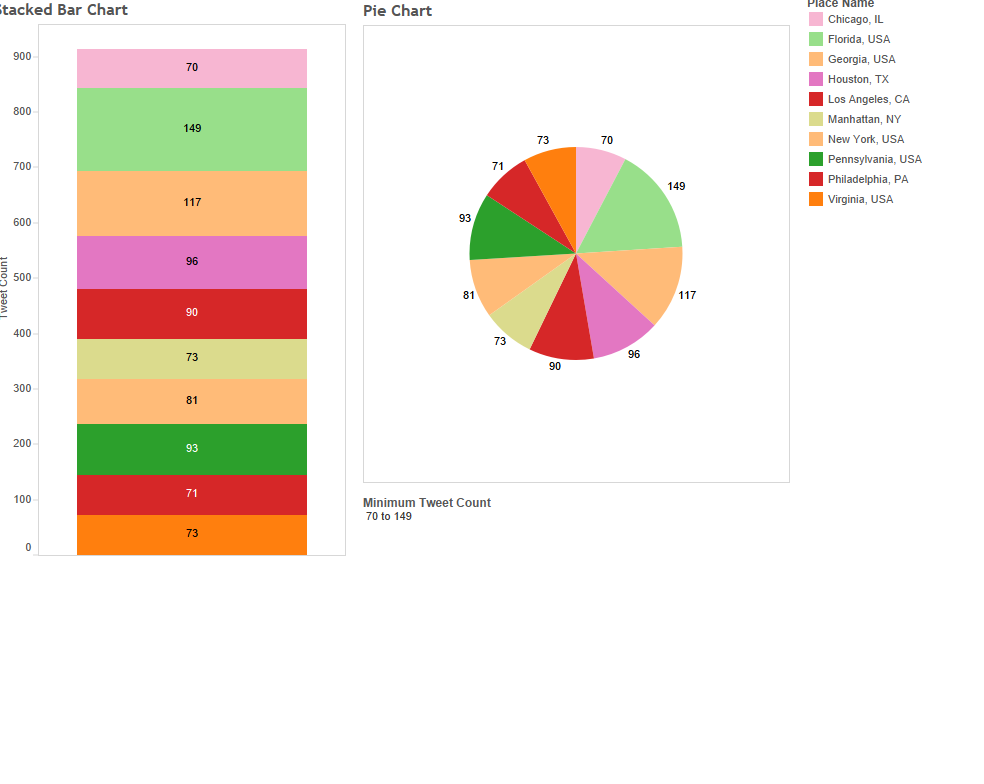 Stacked Bar Chart
900
800
700
600
500
400
300
200
100
0
Tweet Count
70
149
117
96
90
73
81
93
71
73
Pie Chart
70
149
117
96
90
73
81
93
71
73
Minimum Tweet Count
70 to 149
Place Name
Chicago, IL
Florida, USA
Georgia, USA
Houston, TX
Los Angeles, CA
Manhattan, NY
New York, USA
Pennsylvania, USA
Philadelphia, PA
Virginia, USA